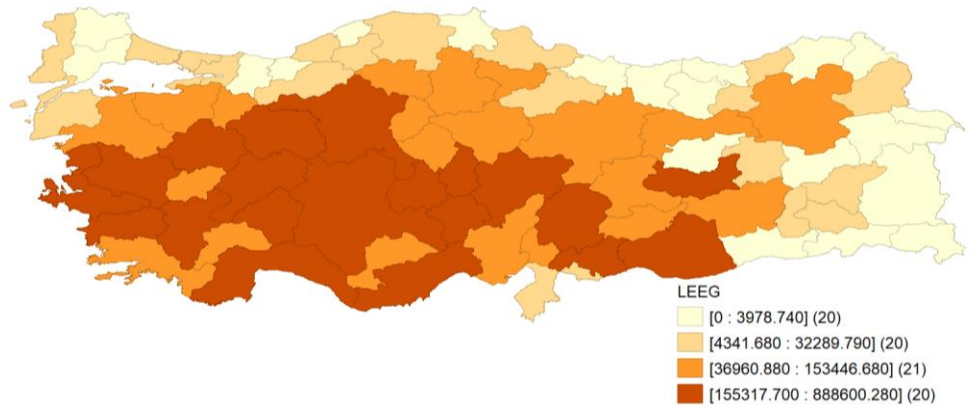 LEEG
[0 : 3978.740] (20)
[4341.680 : 32289.790] (20)
[36960.880 : 153446.680] (21)
[155317.700 : 888600.280] (20)